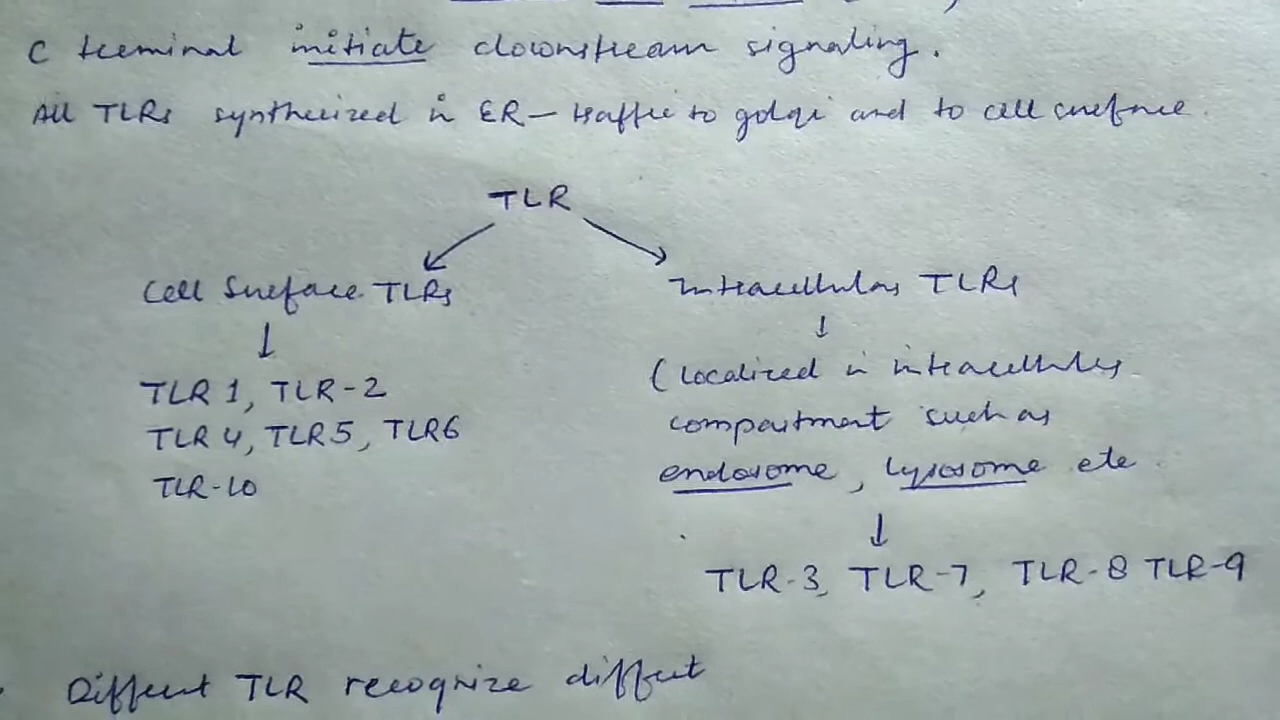 C terminal initiate downstream signaling.
All TLRs synthesized in ER - traffic to golgi and to cell surface.
TLR
Cell Surface TLRs
Intracellular TLRs
TLR 1, TLR-2
TLR 4, TLR 5, TLR6
TLR-10
(localized in intracellular
compartment such as
endosome, lysosome etc.
TLR-3, TLR-7, TLR-8 TLR-9
Different TLR recognize different